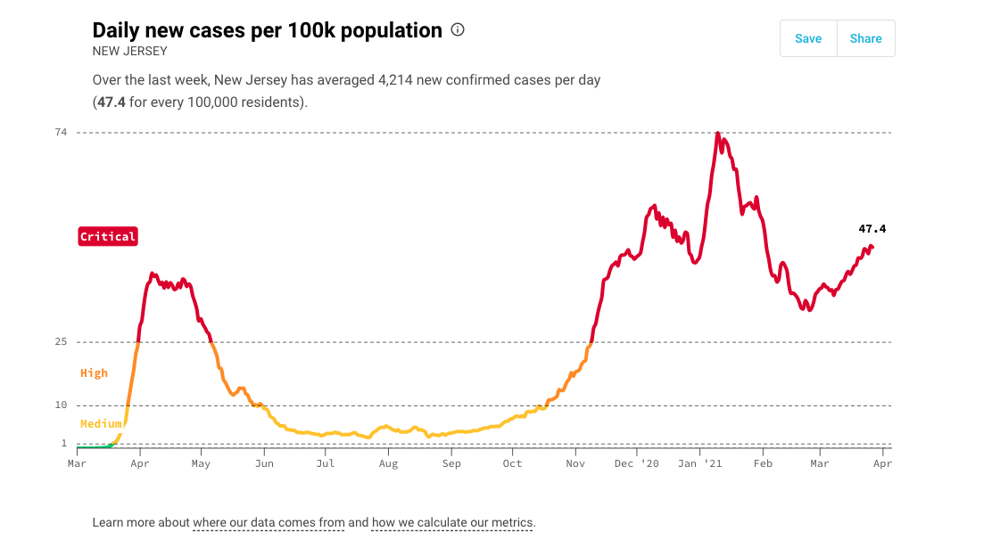 Daily new cases per 100k population
Save
Share
NEW JERSEY
Over the last week, New Jersey has averaged 4,214 new confirmed cases per day
(47.4 for every 100,000 residents).
74
47.4
Critical
25
High
10
Medium
1
Mar Apr May Jun Jul Aug Sep Oct Nov Dec '20 Jan '21 Feb Mar Apr
Learn more about where our data comes from and how we calculate our metrics.